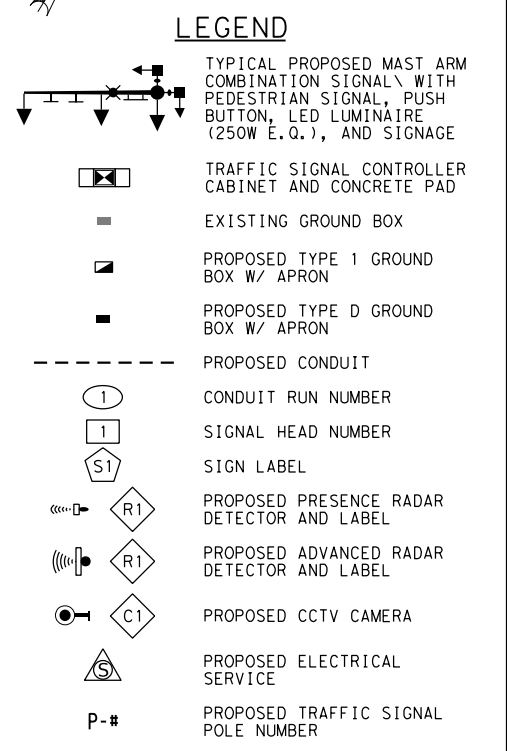 LEGEND
TYPICAL PROPOSED MAST ARM
COMBINATION SIGNAL\ WITH
PEDESTRIAN SIGNAL, PUSH
BUTTON, LED LUMINAIRE
(250W E.Q.), AND SIGNAGE
TRAFFIC SIGNAL CONTROLLER
CABINET AND CONCRETE PAD
EXISTING GROUND BOX
PROPOSED TYPE 1 GROUND
BOX W/ APRON
PROPOSED TYPE D GROUND
BOX W/ APRON
PROPOSED CONDUIT
1 CONDUIT RUN NUMBER
1 SIGNAL HEAD NUMBER
S1 SIGN LABEL
R1 PROPOSED PRESENCE RADAR
DETECTOR AND LABEL
R1 PROPOSED ADVANCED RADAR
DETECTOR AND LABEL
C1 PROPOSED CCTV CAMERA
S PROPOSED ELECTRICAL
SERVICE
P-# PROPOSED TRAFFIC SIGNAL
POLE NUMBER